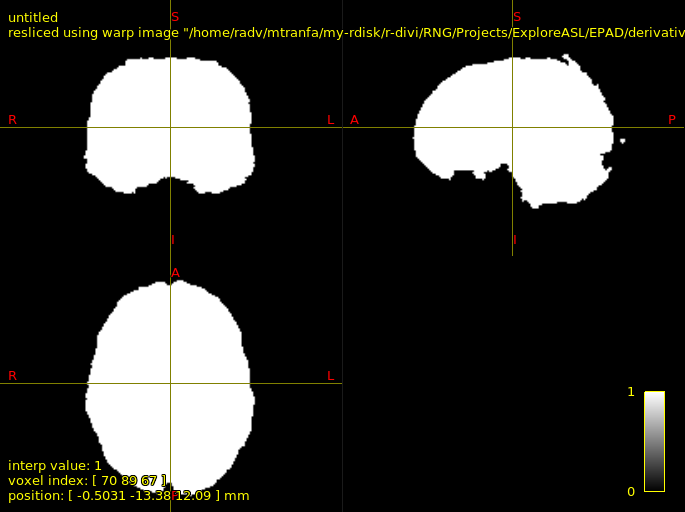 untitled
resliced using warp image "/home/radv/mtranfa/my-rdisk/r-divi/RNG/Projects/ExploreASL/EPAD/derivativ
S
S
R
L
A
P
I
I
A
R
L
1
interp value: 1
voxel index: [ 70 89 67 ]
0
position: [ -0.5031 -13.38 12.09 ] mm